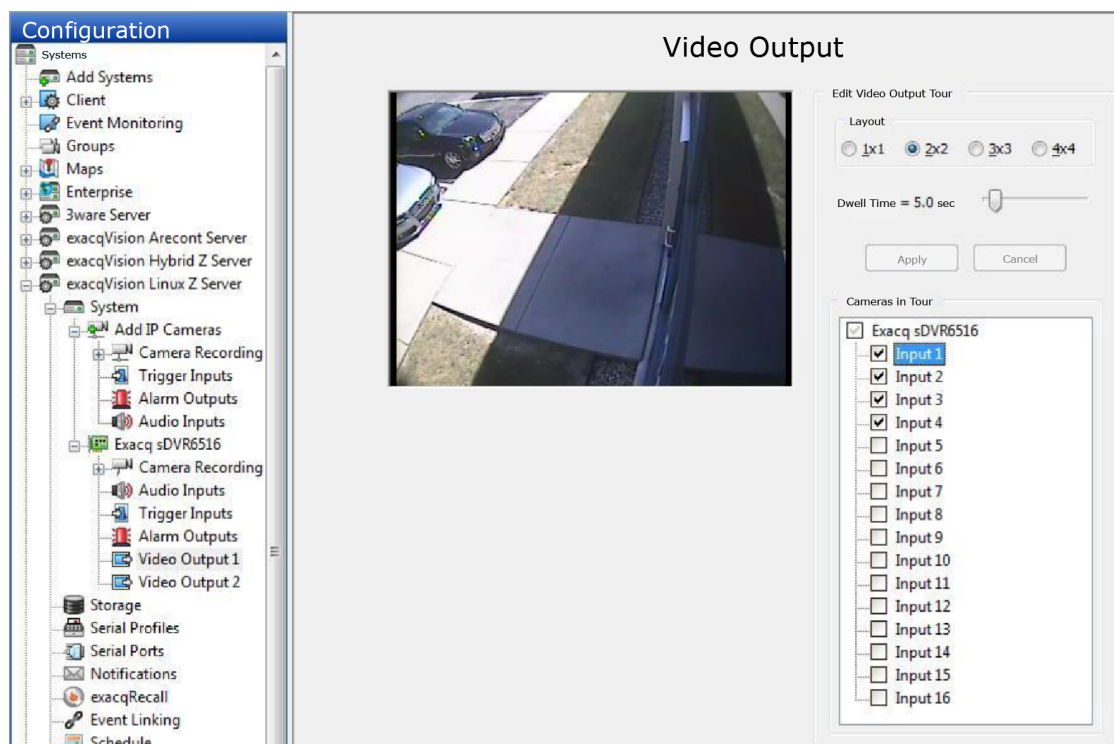 Configuration
Systems
Add Systems
Client
Event Monitoring
Groups
Maps
Enterprise
3ware Server
exacqVision Arecont Server
exacqVision Hybrid Z Server
exacqVision Linux Z Server
System
Add IP Cameras
Camera Recording
Trigger Inputs
Alarm Outputs
Audio Inputs
Exacq sDVR6516
Camera Recording
Audio Inputs
Trigger Inputs
Alarm Outputs
Video Output 1
Video Output 2
Storage
Serial Profiles
Serial Ports
Notifications
exacqRecall
Event Linking
Schedule
Video Output
Edit Video Output Tour
Layout
1x1 2x2 3x3 4x4
Dwell Time = 5.0 sec
Apply Cancel
Cameras in Tour
Exacq sDVR6516
Input 1
Input 2
Input 3
Input 4
Input 5
Input 6
Input 7
Input 8
Input 9
Input 10
Input 11
Input 12
Input 13
Input 14
Input 15
Input 16